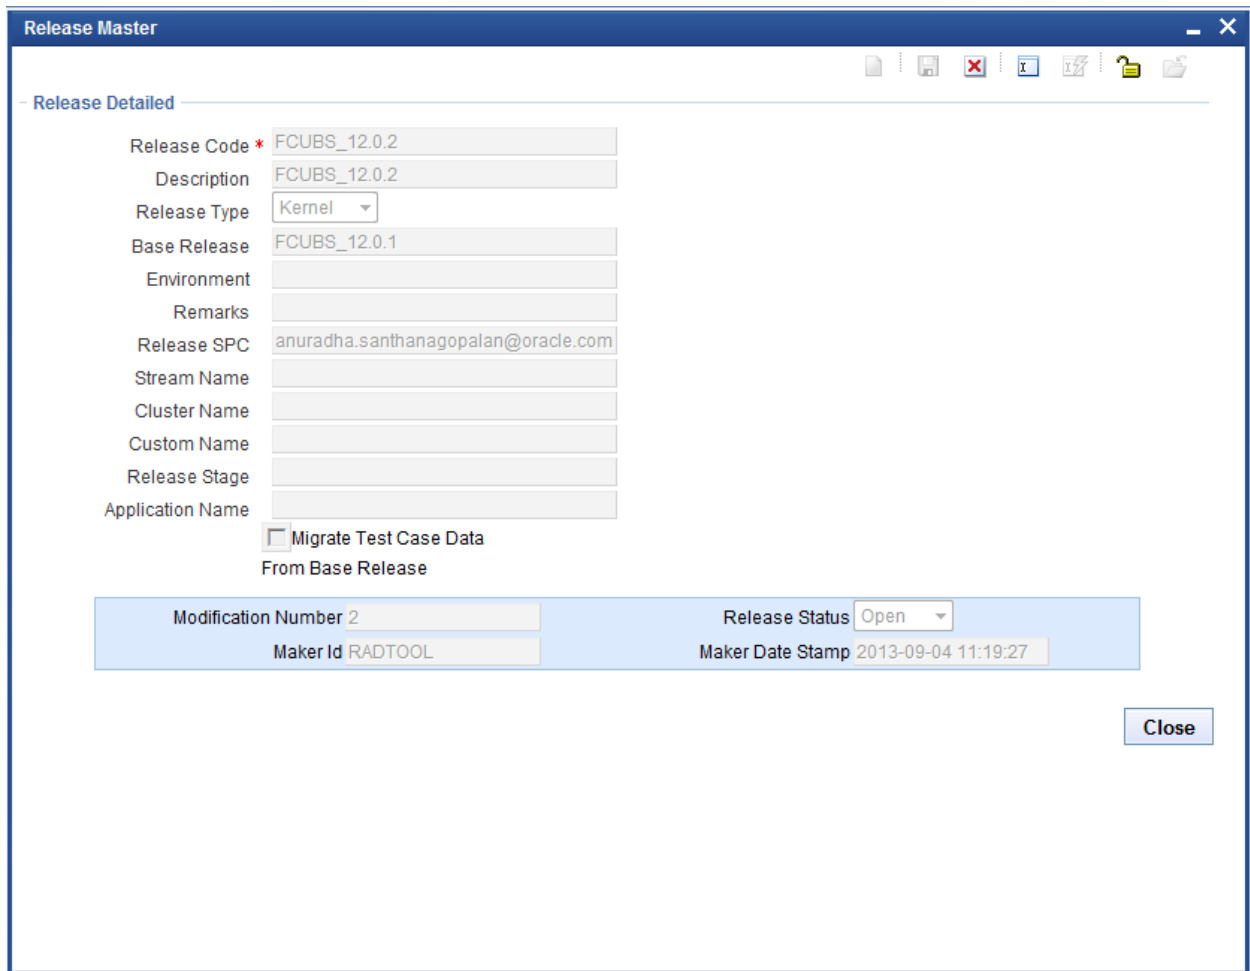 Release Master
Release Detailed
Release Code * FCUBS_12.0.2
Description FCUBS_12.0.2
Release Type Kernel
Base Release FCUBS_12.0.1
Environment
Remarks
Release SPC anuradha.santhanagopalan@oracle.com
Stream Name
Cluster Name
Custom Name
Release Stage
Application Name
Migrate Test Case Data
From Base Release
Modification Number 2 Release Status Open
Maker Id RADTOOL Maker Date Stamp 2013-09-04 11:19:27
Close